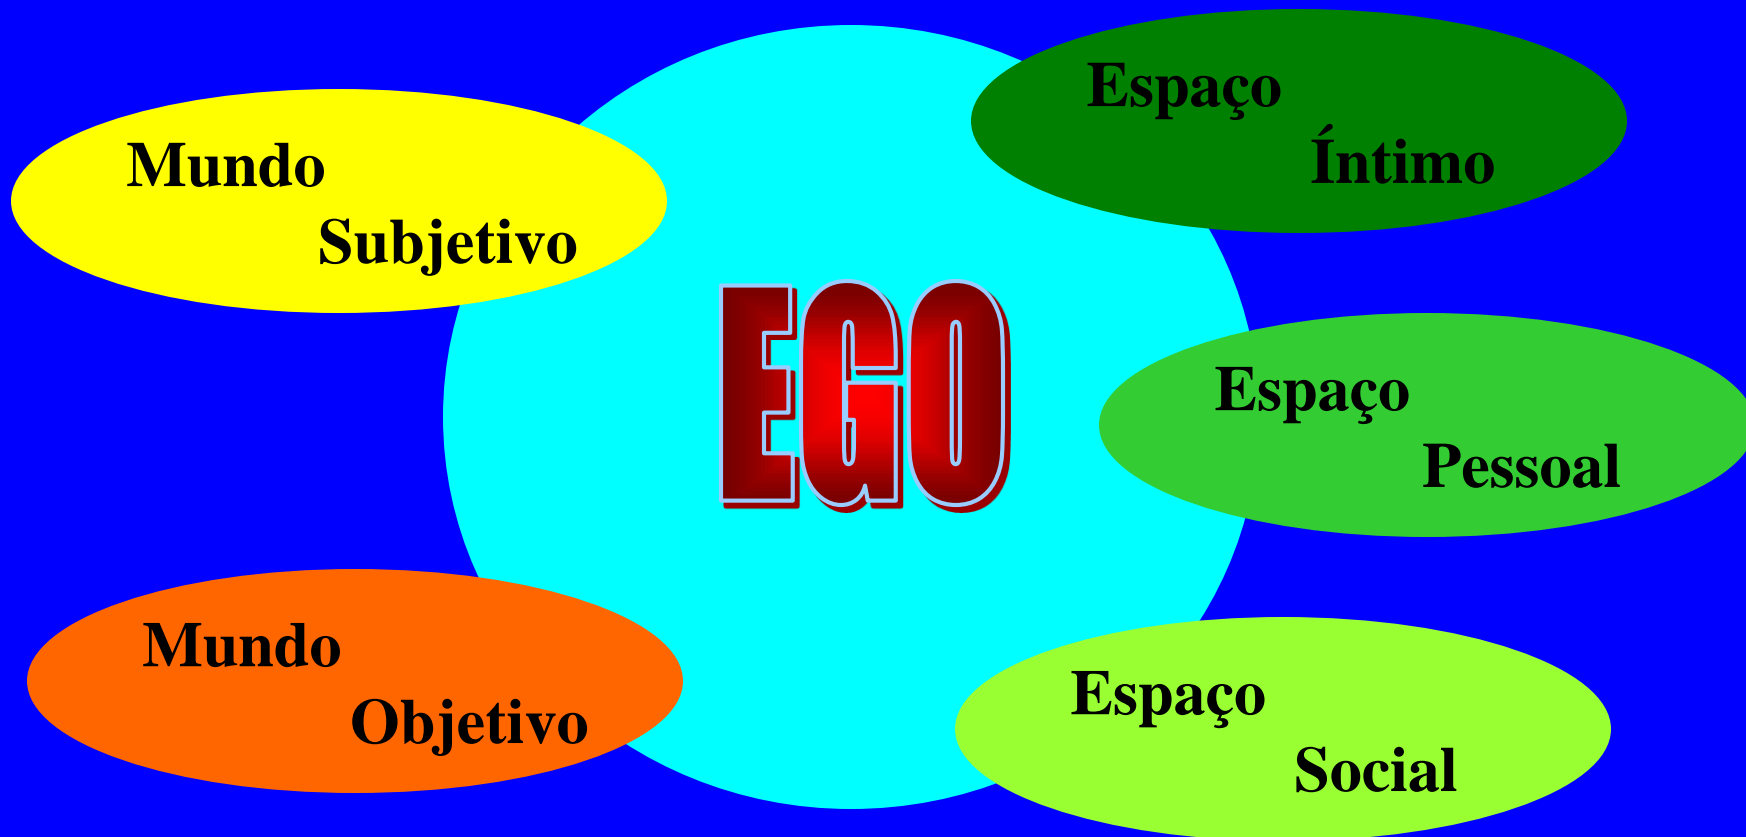 Mundo
Subjetivo
Mundo
Objetivo
EGO
Espaço
Íntimo
Espaço
Pessoal
Espaço
Social